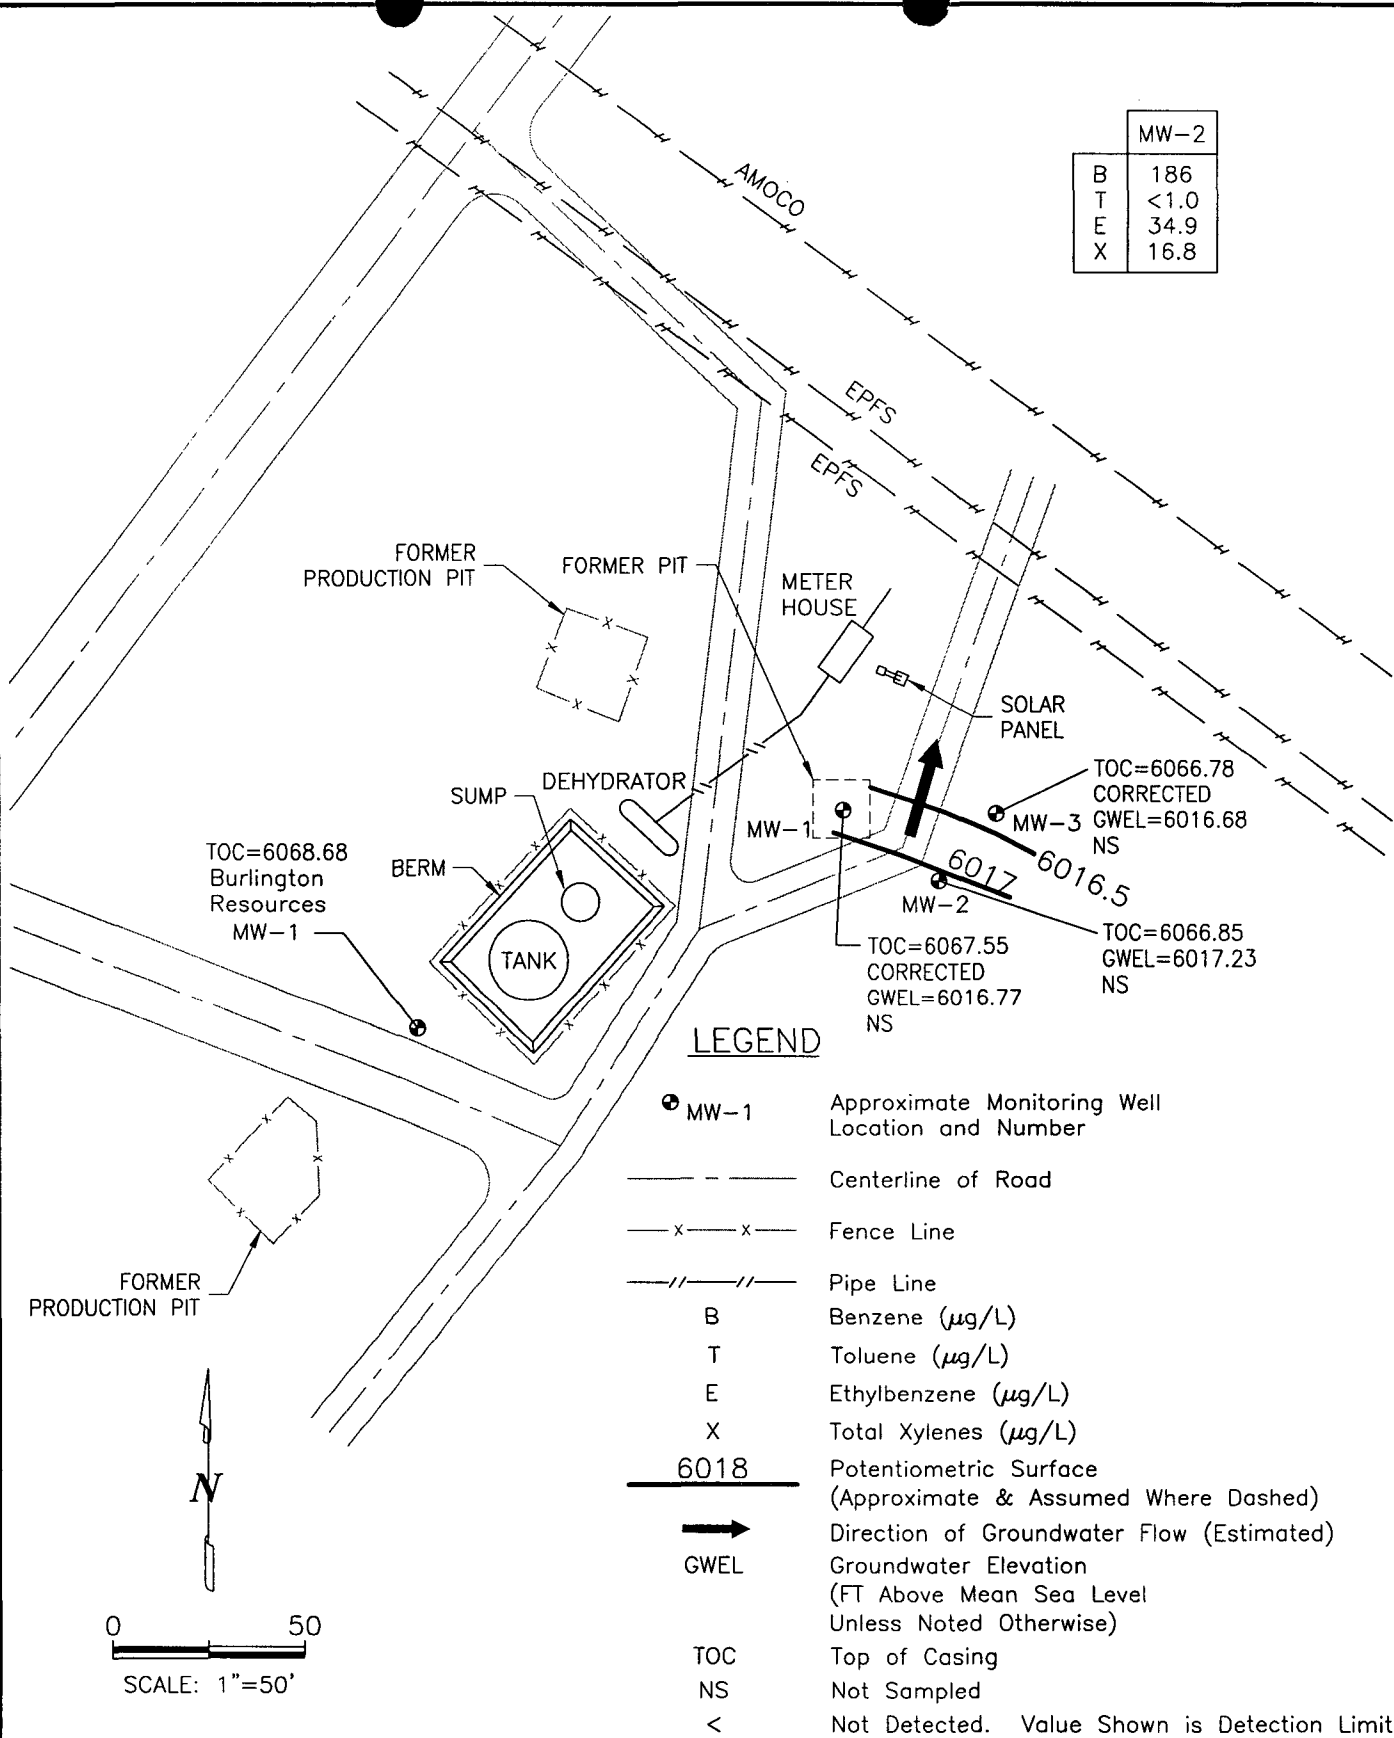 AMOCO
MW-2
B 186
T <1.0
E 34.9
X 16.8
EPFS
EPFS
FORMER
PRODUCTION PIT
FORMER PIT
METER
HOUSE
SOLAR
PANEL
DEHYDRATOR
SUMP
BERM
TANK
MW-1
TOC=6066.78
CORRECTED
MW-3 GWEL=6016.68
NS
6017
6016.5
MW-2
TOC=6068.68
Burlington
Resources
MW-1
TOC=6067.55
CORRECTED
GWEL=6016.77
NS
TOC=6066.85
GWEL=6017.23
NS
FORMER
PRODUCTION PIT
LEGEND
MW-1 Approximate Monitoring Well
Location and Number
Centerline of Road
x x Fence Line
// // Pipe Line
B Benzene (µg/L)
T Toluene (µg/L)
E Ethylbenzene (µg/L)
X Total Xylenes (µg/L)
6018 Potentiometric Surface
(Approximate & Assumed Where Dashed)
Direction of Groundwater Flow (Estimated)
GWEL Groundwater Elevation
(FT Above Mean Sea Level
Unless Noted Otherwise)
TOC Top of Casing
NS Not Sampled
< Not Detected. Value Shown is Detection Limit
N
0 50
SCALE: 1"=50'